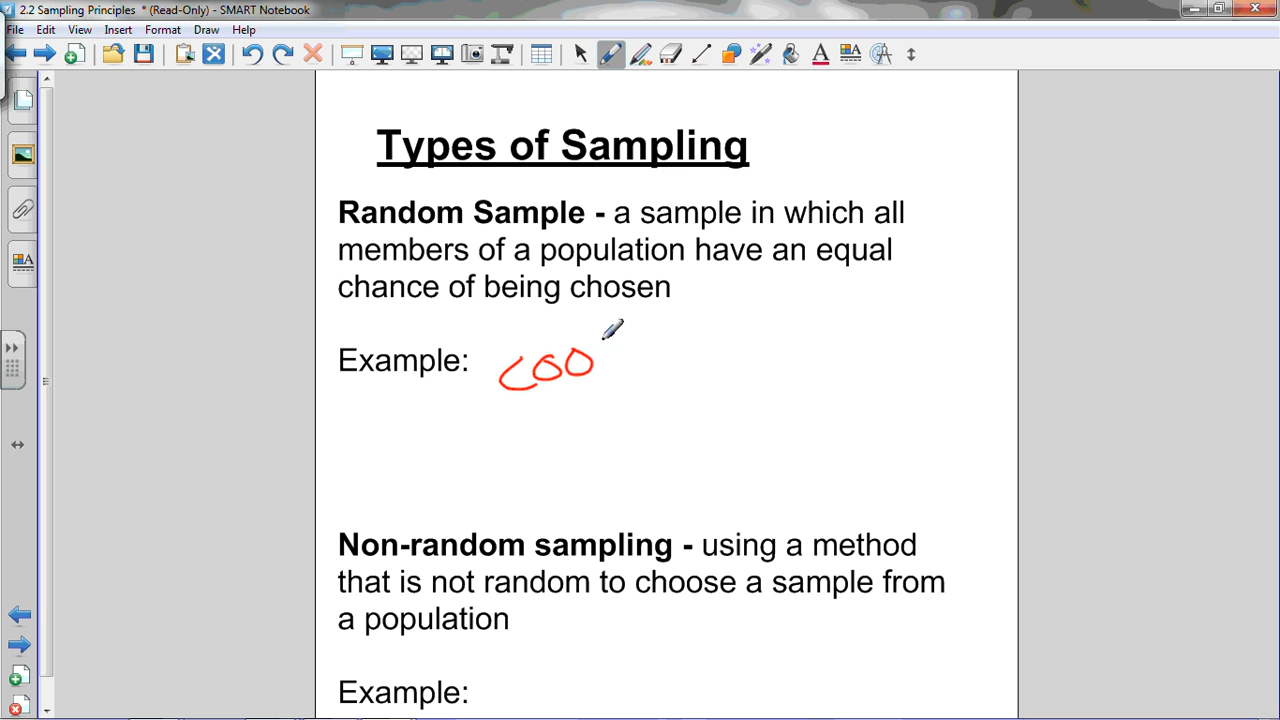 2.2 Sampling Principles * (Read-Only) - SMART Notebook
File Edit View Insert Format Draw Help
Types of Sampling
Random Sample - a sample in which all
members of a population have an equal
chance of being chosen
Example: coo
Non-random sampling - using a method
that is not random to choose a sample from
a population
Example: